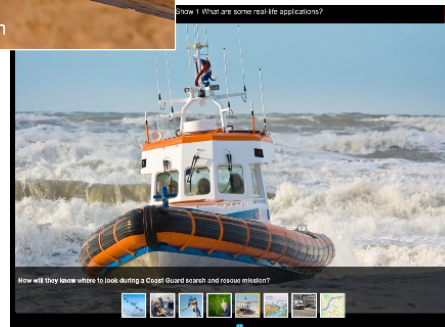 Show 1 What are some real-life applications?
How will they know where to look during a Coast Guard search and rescue mission?